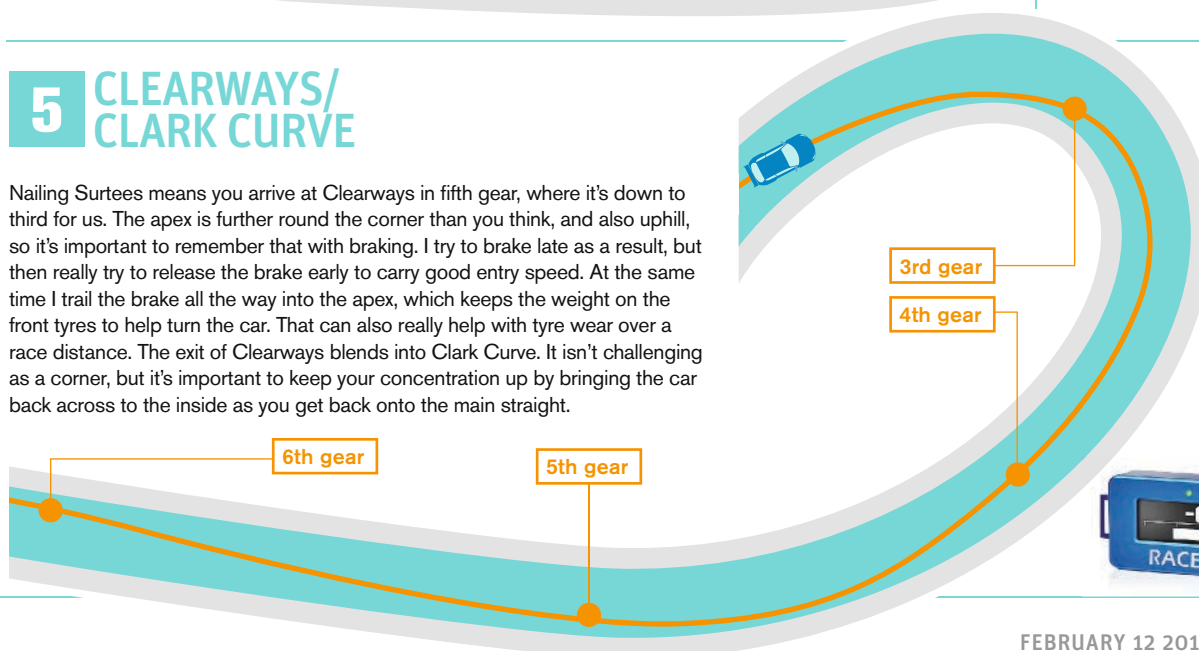 5
CLEARWAYS/
CLARK CURVE
Nailing Surtees means you arrive at Clearways in fifth gear, where it’s down to
third for us. The apex is further round the corner than you think, and also uphill,
so it’s important to remember that with braking. I try to brake late as a result, but
then really try to release the brake early to carry good entry speed. At the same
time I trail the brake all the way into the apex, which keeps the weight on the
front tyres to help turn the car. That can also really help with tyre wear over a
race distance. The exit of Clearways blends into Clark Curve. It isn’t challenging
as a corner, but it’s important to keep your concentration up by bringing the car
back across to the inside as you get back onto the main straight.
3rd gear
4th gear
6th gear
5th gear
RACE
FEBRUARY 12 201